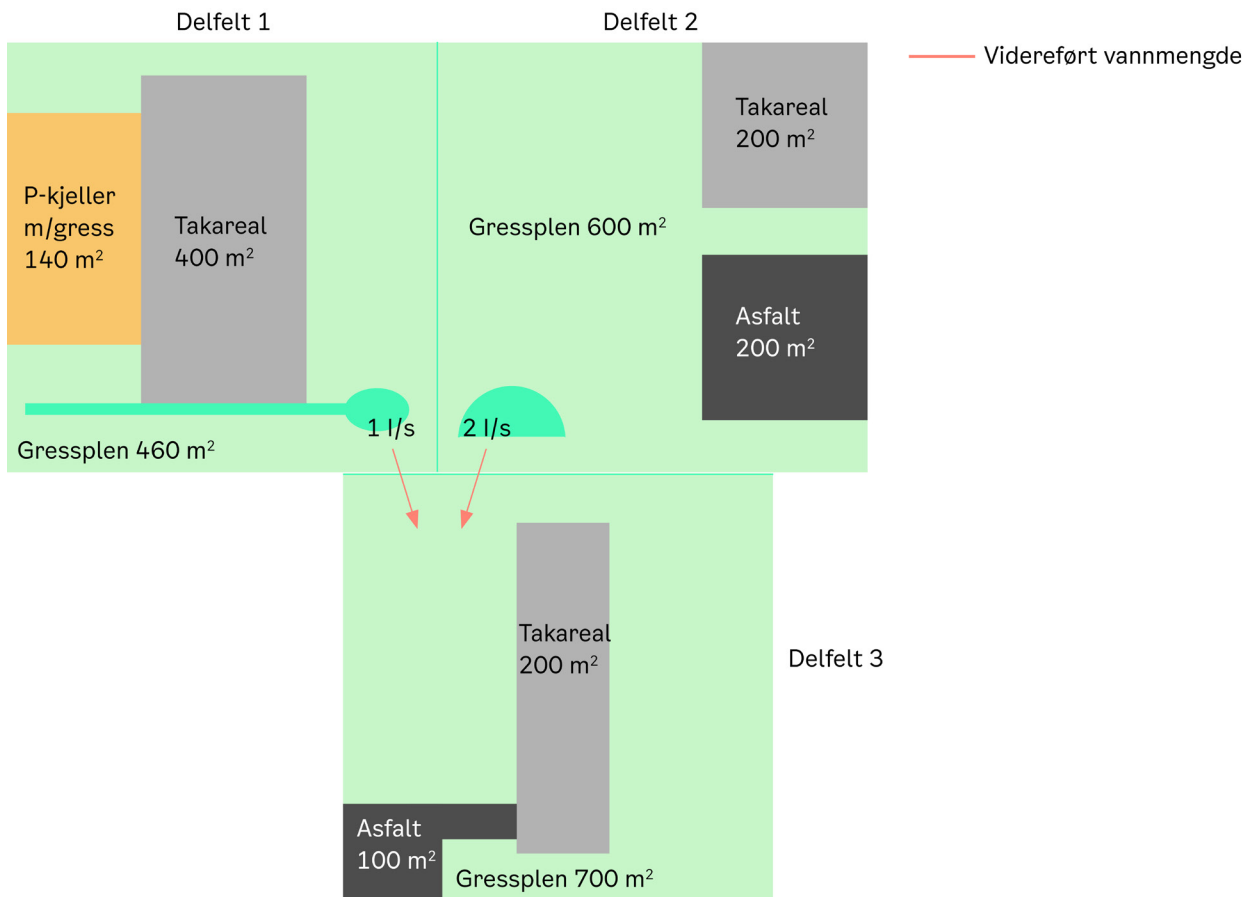 Delfelt 1
Delfelt 2
Videreført vannmengde
Takareal
200 m²
P-kjeller
m/gress
140 m²
Takareal
400 m²
Gressplen 600 m²
Asfalt
200 m²
1 l/s
2 l/s
Gressplen 460 m²
Takareal
200 m²
Delfelt 3
Asfalt
100 m²
Gressplen 700 m²